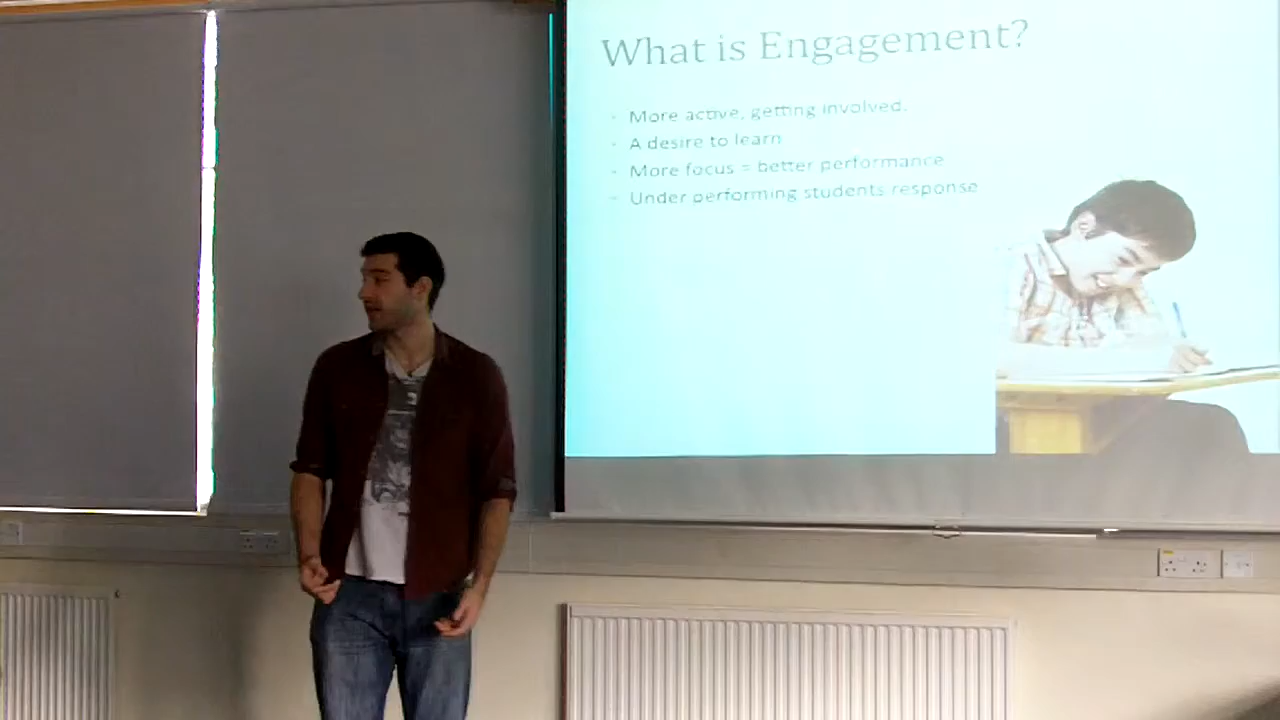 What is Engagement?
More active, getting involved.
A desire to learn
More focus = better performance
Under performing students response